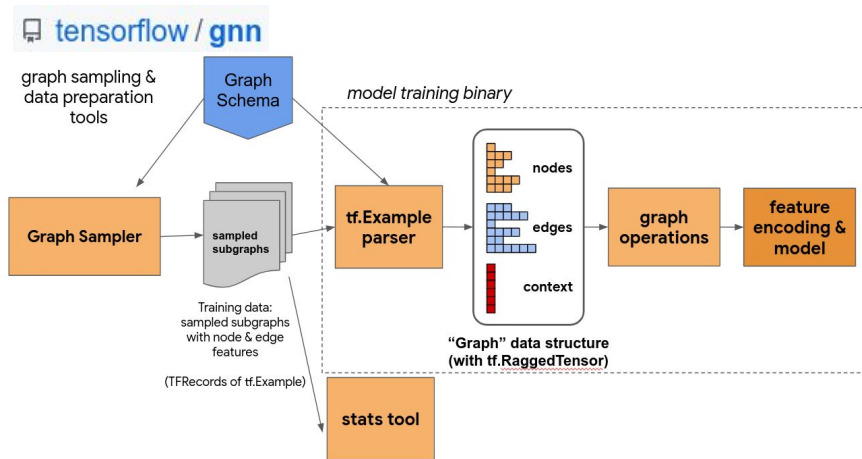 tensorflow / gnn
graph sampling &
data preparation
tools
Graph
Schema
model training binary
Graph Sampler
sampled
subgraphs
tf.Example
parser
nodes
edges
context
graph
operations
feature
encoding &
model
Training data:
sampled subgraphs
with node & edge
features
(TFRecords of tf.Example)
“Graph” data structure
(with tf.RaggedTensor)
stats tool